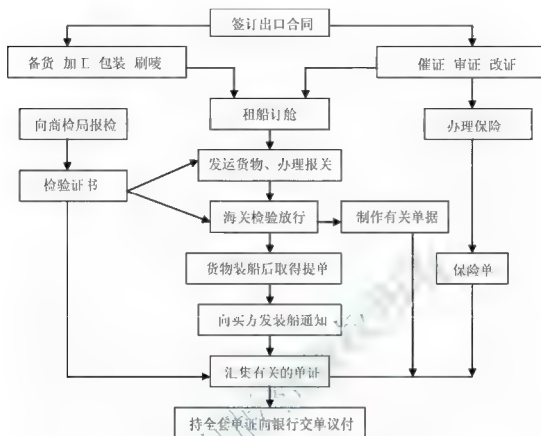 签订出口合同
备货 加工 包装 刷唛
催证 审证 改证
租船订舱
向商检局报检
办理保险
发运货物、办理报关
检验证书
海关检验放行
制作有关单据
货物装船后取得提单
保险单
向买方发装船通知
汇集有关的单证
持全套单证向银行交单议付